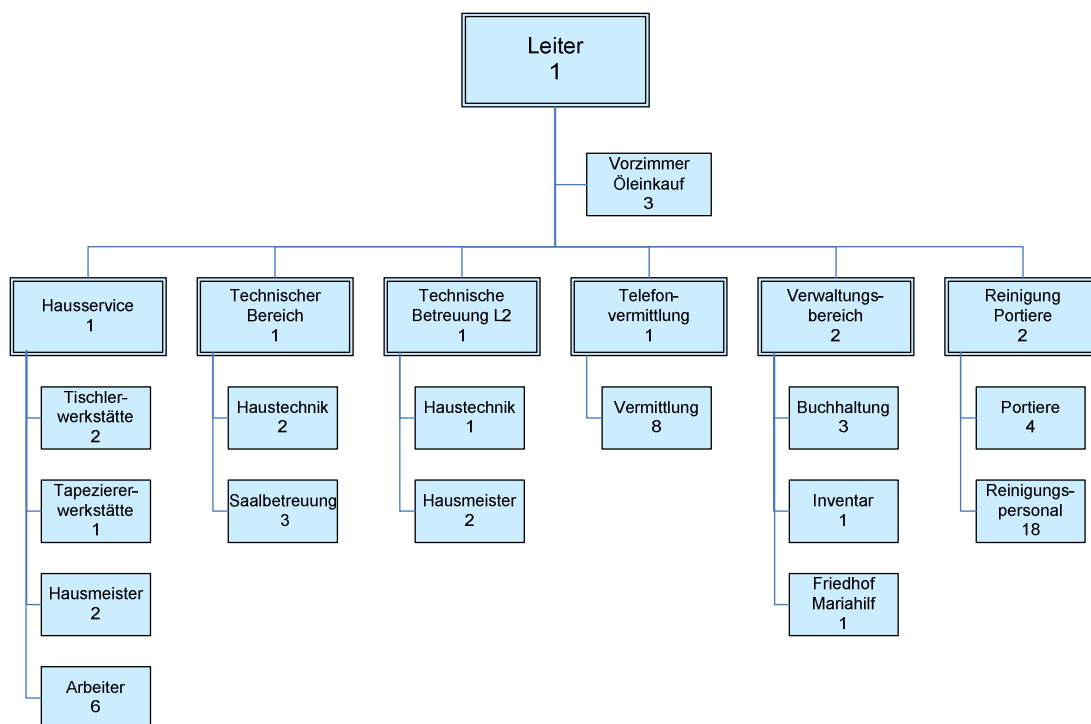 Leiter
1
Vorzimmer
Öleinkauf
3
Hausservice
1
Technischer
Bereich
1
Technische
Betreuung L2
1
Telefon-
vermittlung
1
Verwaltungs-
bereich
2
Reinigung
Portiere
2
Tischler-
werkstätte
2
Haustechnik
2
Haustechnik
1
Vermittlung
8
Buchhaltung
3
Portiere
4
Tapezierer-
werkstätte
1
Saalbetreuung
3
Hausmeister
2
Inventar
1
Reinigungs-
personal
18
Hausmeister
2
Friedhof
Mariahilf
1
Arbeiter
6